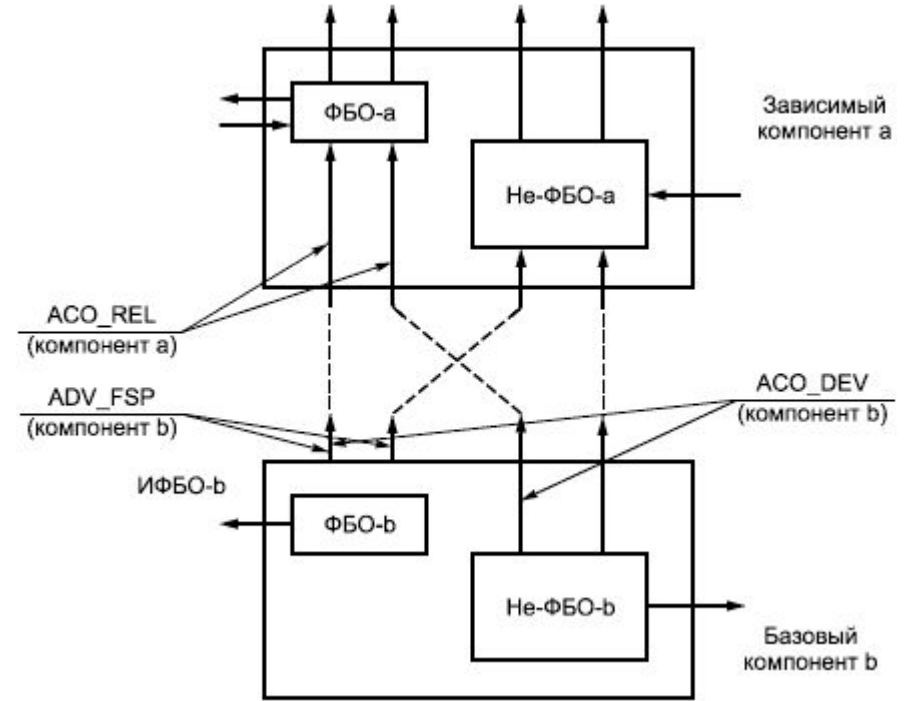 ФБО-a
Зависимый
компонент a
Не-ФБО-a
ACO_REL
(компонент a)
ADV_FSP
(компонент b)
ACO_DEV
(компонент b)
ИФБО-b
ФБО-b
Не-ФБО-b
Базовый
компонент b